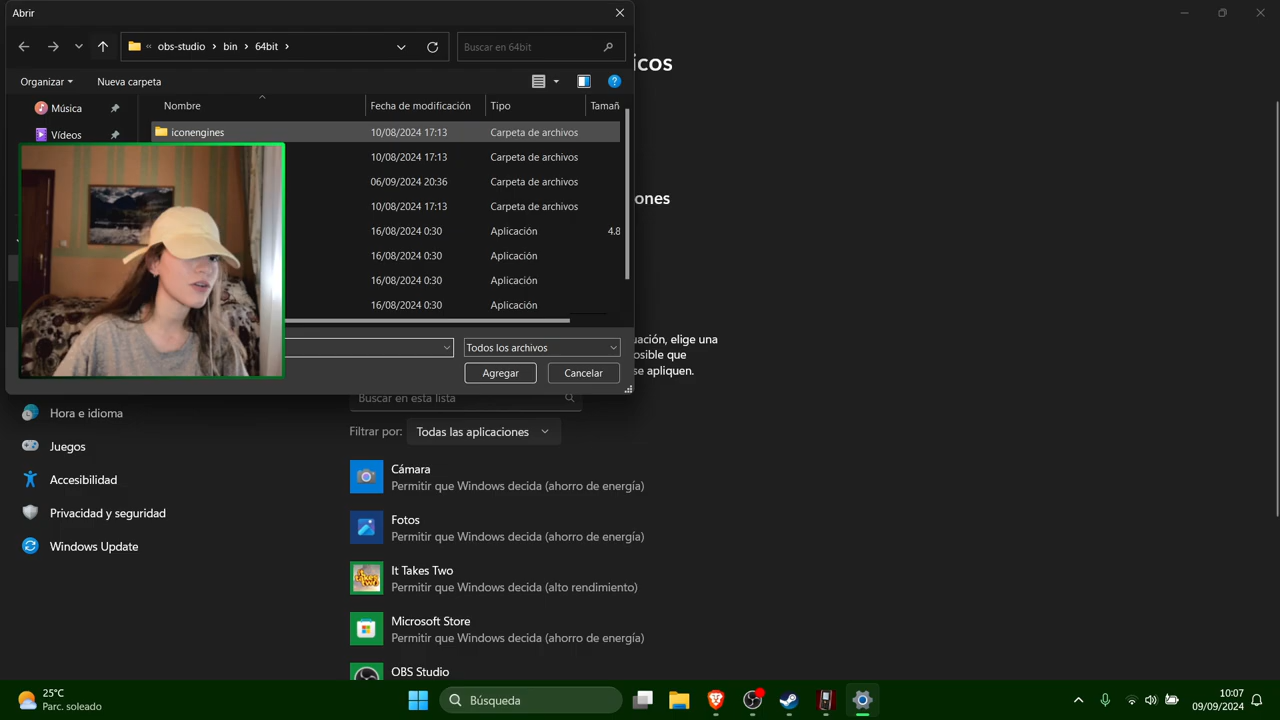 Abrir
« obs-studio > bin > 64bit >
Buscar en 64bit
Organizar
Nueva carpeta
Nombre
Fecha de modificación
Tipo
Tamañ
Música
Vídeos
iconengines
10/08/2024 17:13
Carpeta de archivos
10/08/2024 17:13
Carpeta de archivos
06/09/2024 20:36
Carpeta de archivos
10/08/2024 17:13
Carpeta de archivos
16/08/2024 0:30
Aplicación
4.8
16/08/2024 0:30
Aplicación
16/08/2024 0:30
Aplicación
16/08/2024 0:30
Aplicación
Todos los archivos
Agregar
Cancelar
icos
ones
uación, elige una
osible que
se apliquen.
Hora e idioma
Juegos
Accesibilidad
Privacidad y seguridad
Windows Update
Buscar en esta lista
Filtrar por:
Todas las aplicaciones
Cámara
Permitir que Windows decida (ahorro de energía)
Fotos
Permitir que Windows decida (ahorro de energía)
It Takes Two
Permitir que Windows decida (alto rendimiento)
Microsoft Store
Permitir que Windows decida (ahorro de energía)
OBS Studio
25°C
Parc. soleado
Búsqueda
10:07
09/09/2024